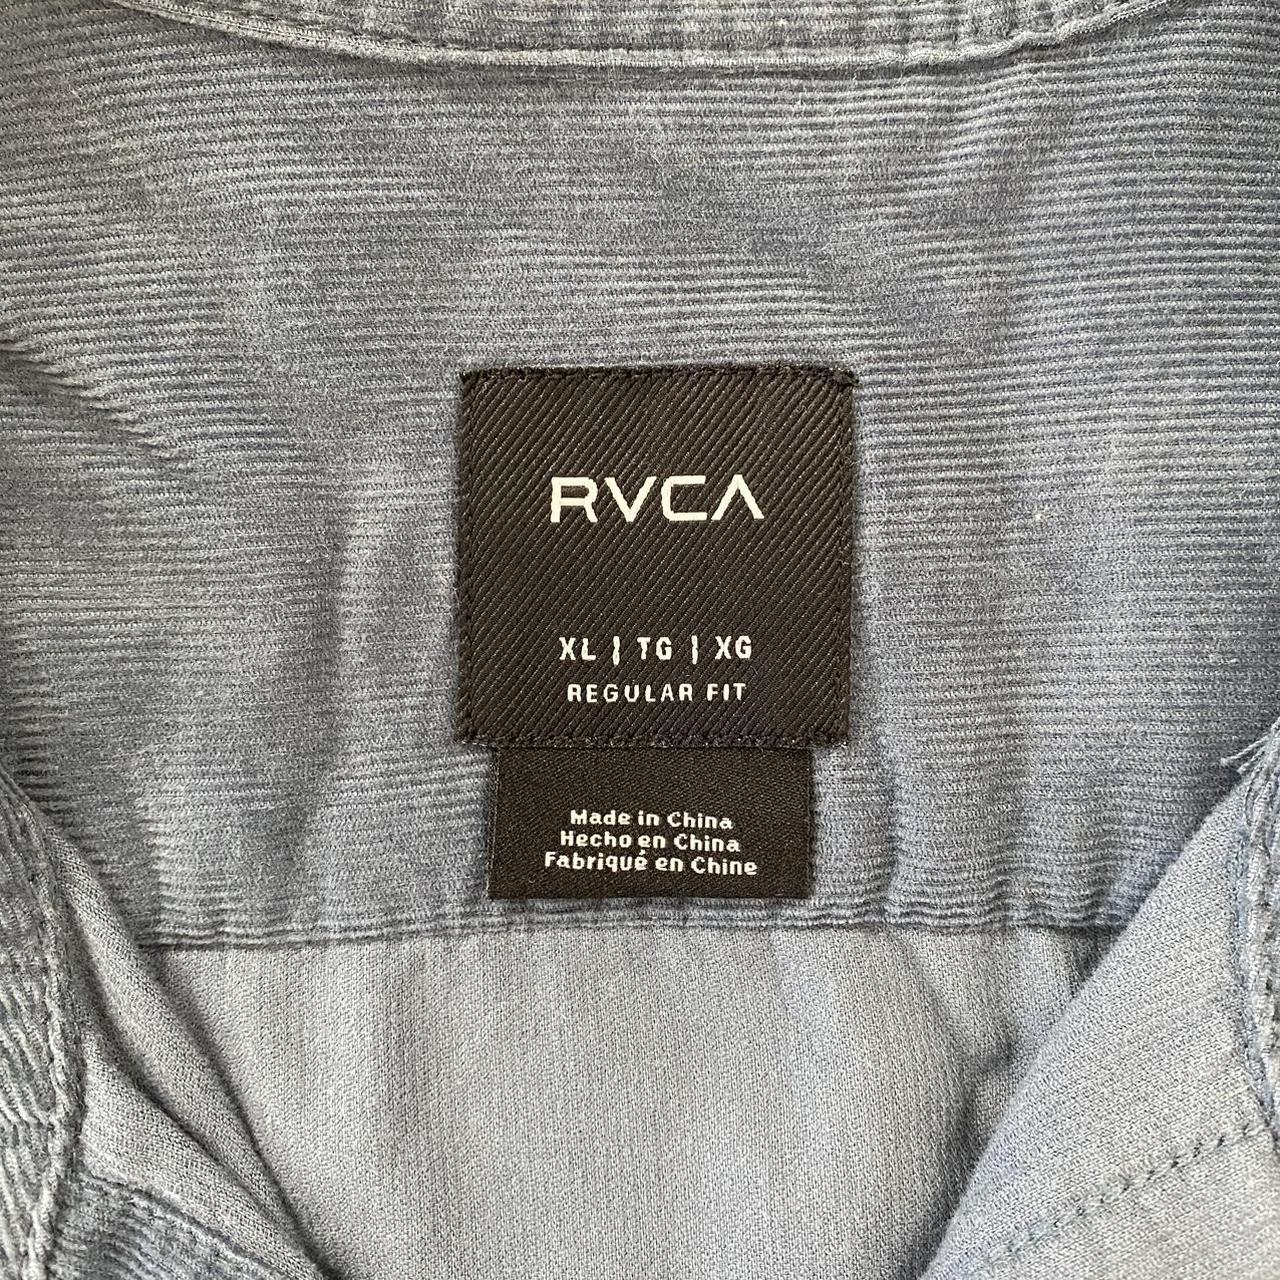 RVCA
XL | TG | XG
REGULAR FIT
Made in China
Hecho en China
Fabriqué en Chine